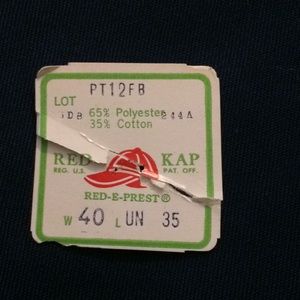 PT12FB
LOT
65% Polyester
35% Cotton
RED KAP
REG. U.S. PAT. OFF.
RED-E-PREST®
W 40 L UN 35